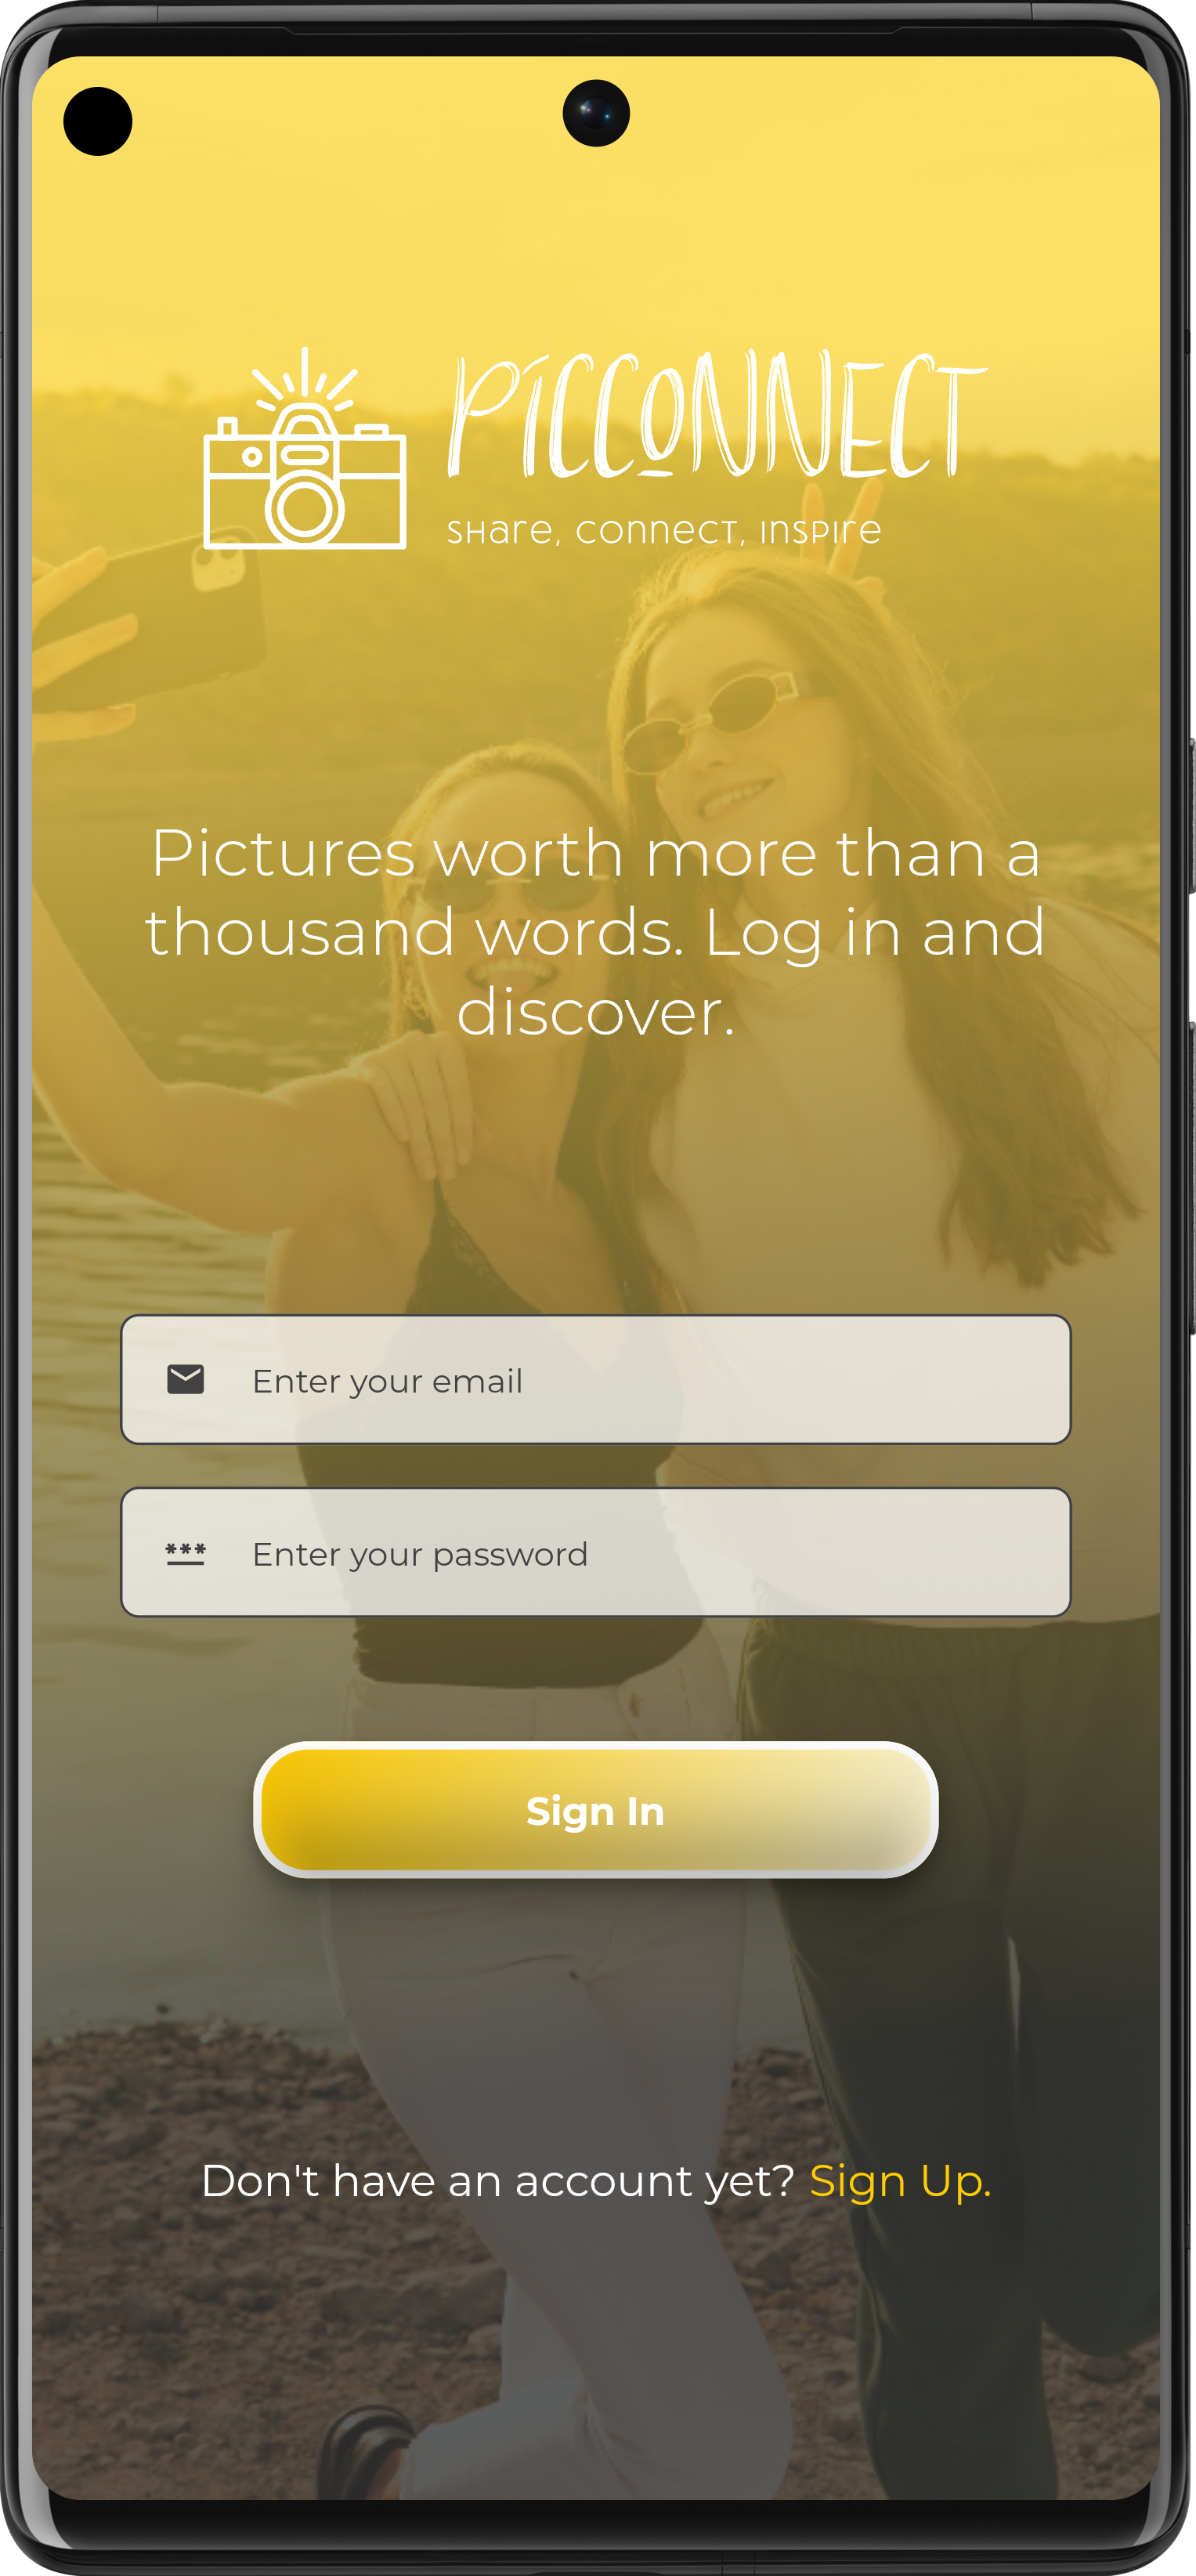 PICCONNECT
share, connect, inspire
Pictures worth more than a
thousand words. Log in and
discover.
Enter your email
*** Enter your password
Sign In
Don't have an account yet? Sign Up.